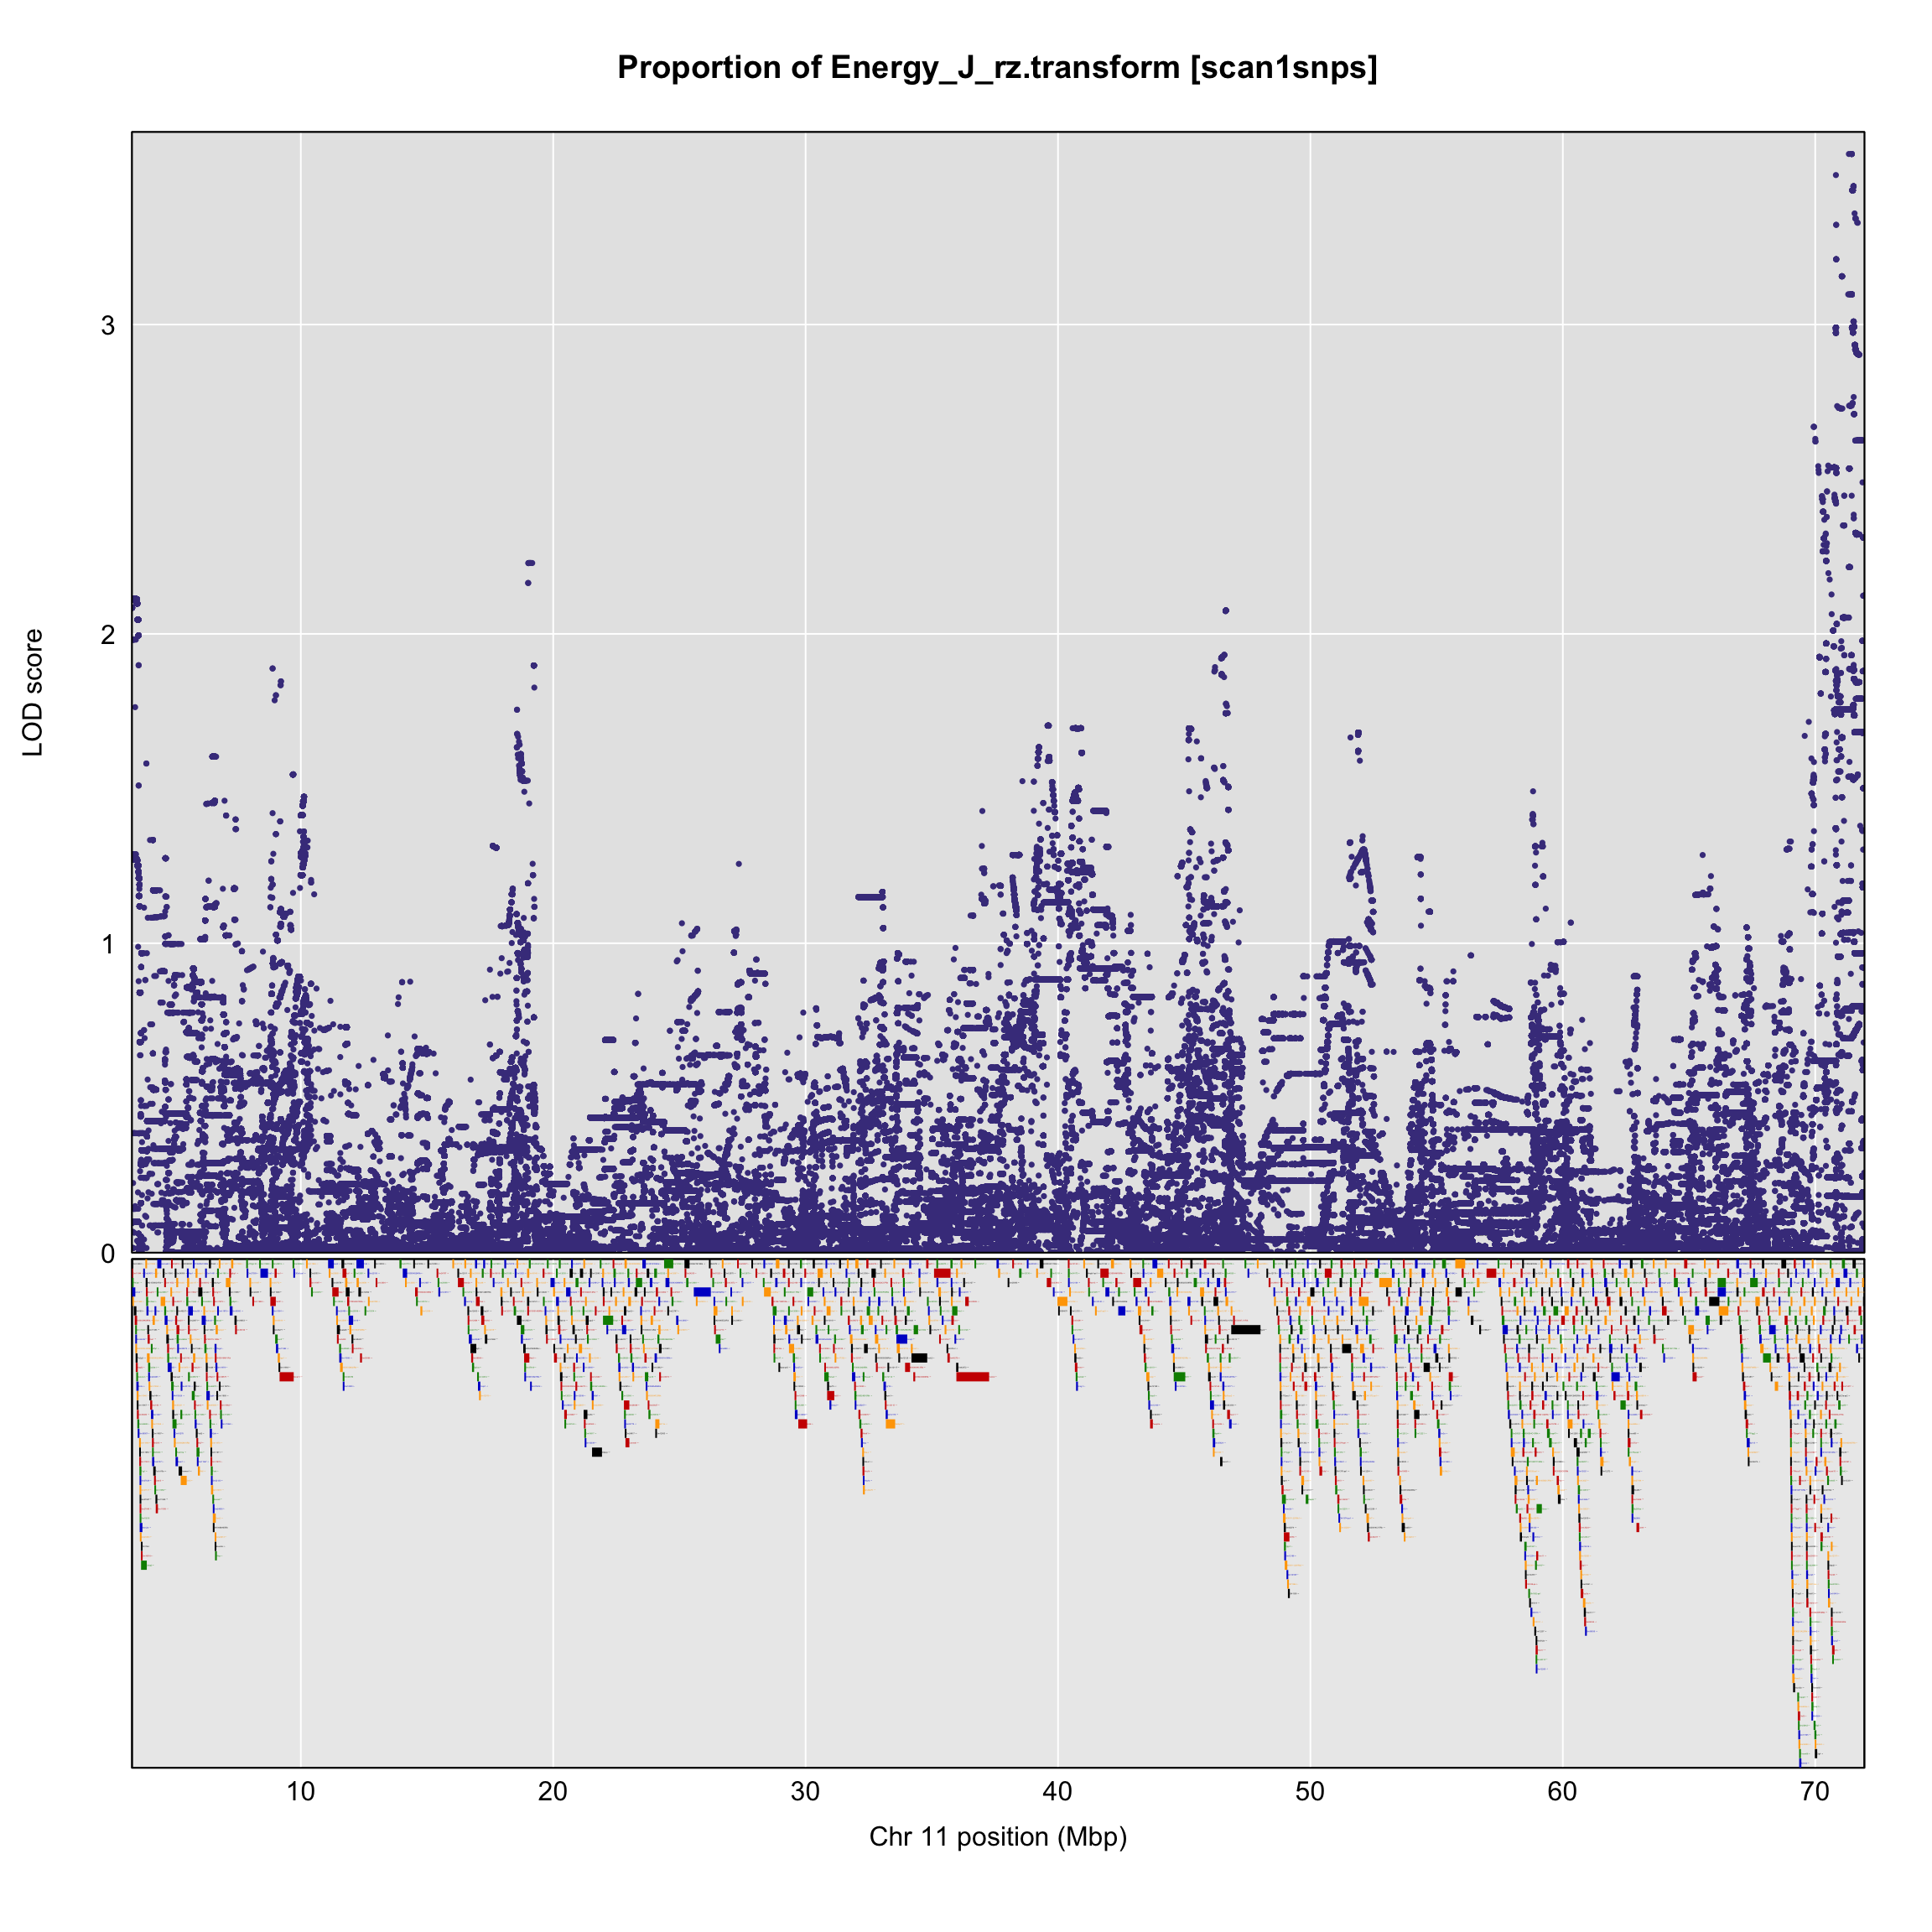 Proportion of Energy_J_rz.transform [scan1snps]
LOD score
3
2
1
0
10 20 30 40 50 60 70
Chr 11 position (Mbp)